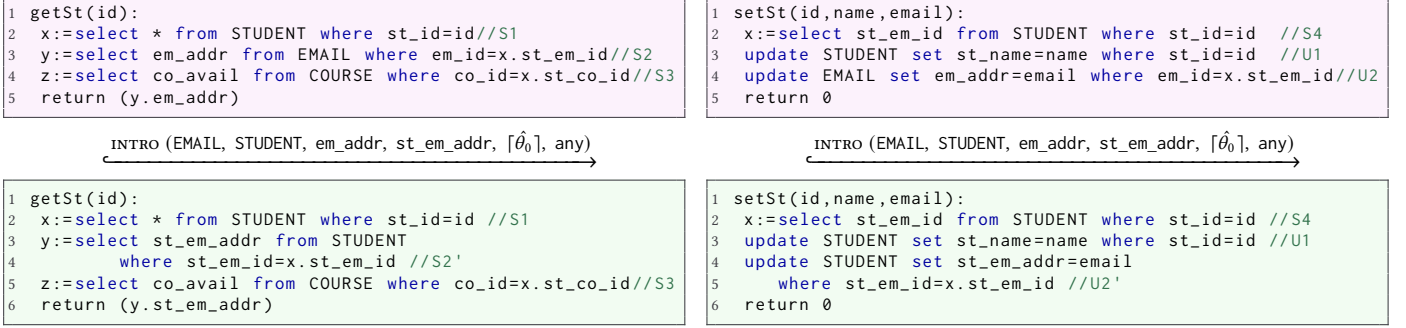 1 getSt(id):
2 x:=select * from STUDENT where st_id=id//S1
3 y:=select em_addr from EMAIL where em_id=x.st_em_id//S2
4 z:=select co_avail from COURSE where co_id=x.st_co_id//S3
5 return (y.em_addr)
1 setSt(id,name,email):
2 x:=select st_em_id from STUDENT where st_id=id //S4
3 update STUDENT set st_name=name where st_id=id //U1
4 update EMAIL set em_addr=email where em_id=x.st_em_id//U2
5 return 0
INTRO (EMAIL, STUDENT, em_addr, st_em_addr, ⌈θ̂₀⌉, any)
INTRO (EMAIL, STUDENT, em_addr, st_em_addr, ⌈θ̂₀⌉, any)
1 getSt(id):
2 x:=select * from STUDENT where st_id=id //S1
3 y:=select st_em_addr from STUDENT
4 where st_em_id=x.st_em_id //S2'
5 z:=select co_avail from COURSE where co_id=x.st_co_id//S3
6 return (y.st_em_addr)
1 setSt(id,name,email):
2 x:=select st_em_id from STUDENT where st_id=id //S4
3 update STUDENT set st_name=name where st_id=id //U1
4 update STUDENT set st_em_addr=email
5 where st_em_id=x.st_em_id //U2'
6 return 0